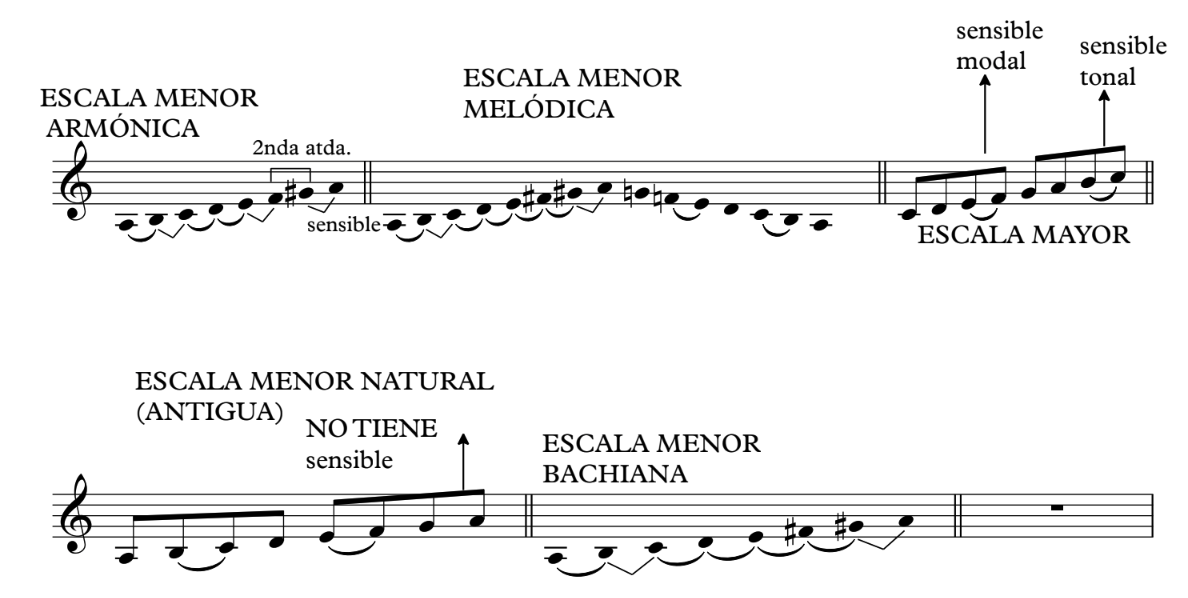 ESCALA MENOR
ARMÓNICA
2nda atda.
sensible
ESCALA MENOR
MELÓDICA
sensible
modal
sensible
tonal
ESCALA MAYOR
ESCALA MENOR NATURAL
(ANTIGUA)
NO TIENE
sensible
ESCALA MENOR
BACHIANA